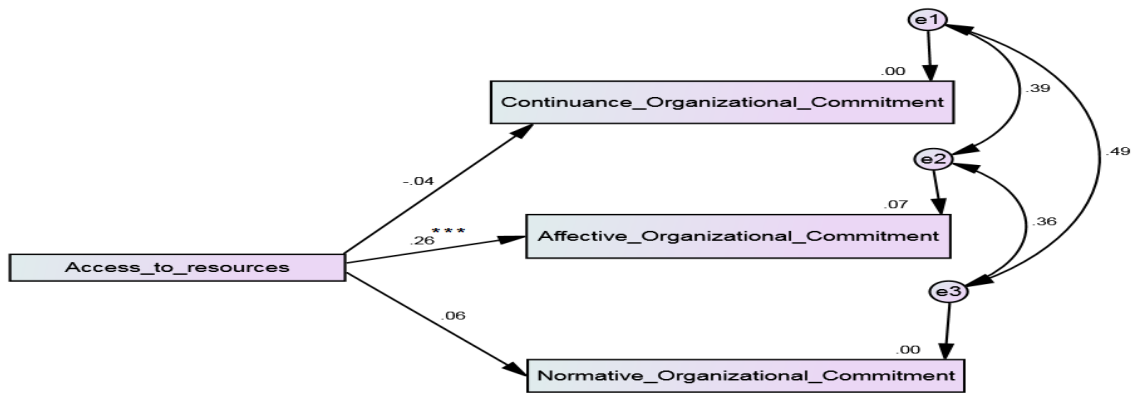 e1
.00
Continuance_Organizational_Commitment
.39
e2
.49
-.04
.07
.26***
Affective_Organizational_Commitment
.36
Access_to_resources
e3
.06
.00
Normative_Organizational_Commitment